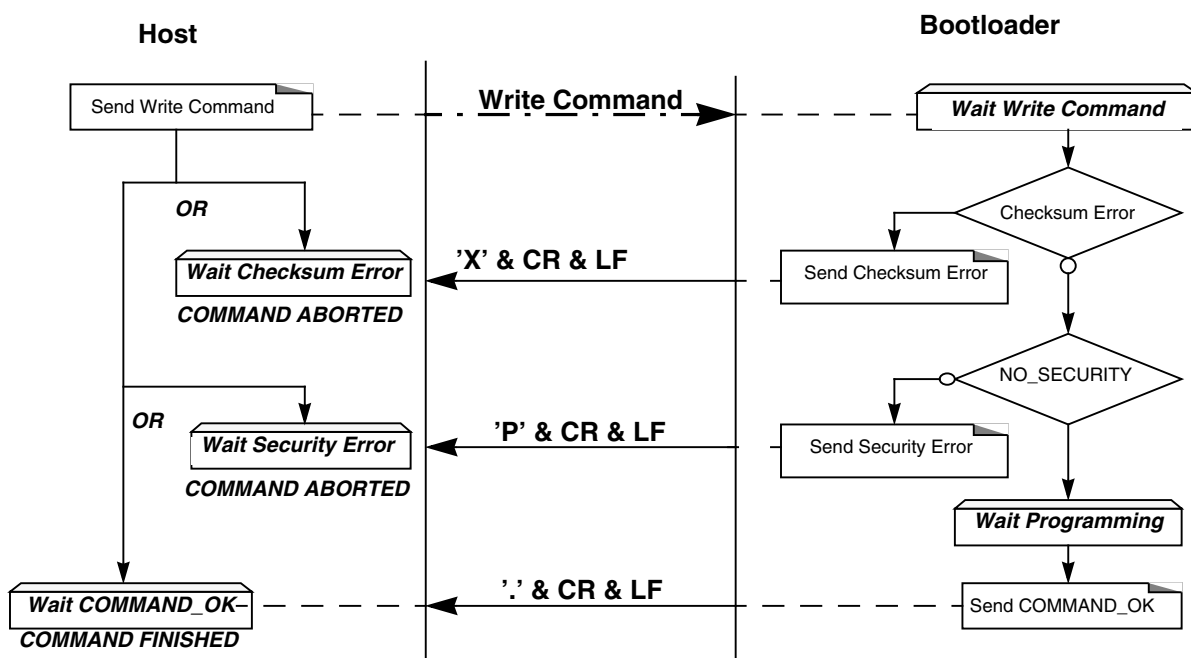 Host
Bootloader
Send Write Command
Write Command
Wait Write Command
OR
Checksum Error
Wait Checksum Error
'X' & CR & LF
Send Checksum Error
COMMAND ABORTED
NO_SECURITY
OR
Wait Security Error
'P' & CR & LF
Send Security Error
COMMAND ABORTED
Wait Programming
Wait COMMAND_OK
'.' & CR & LF
Send COMMAND_OK
COMMAND FINISHED